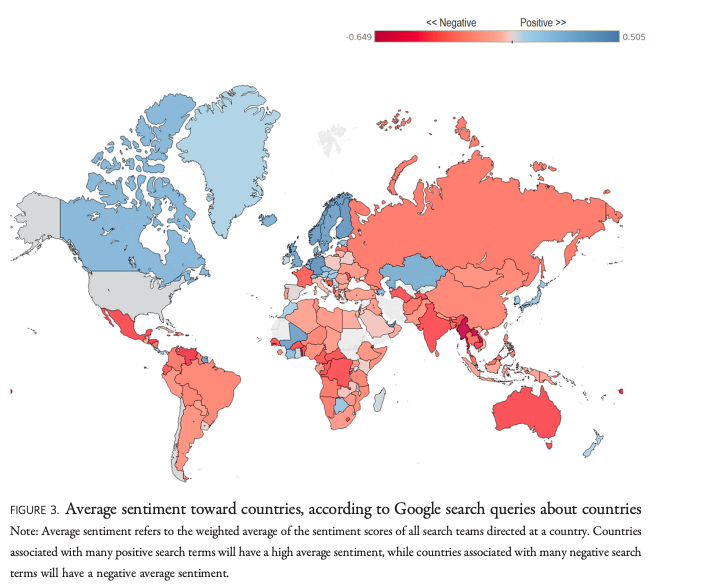 << Negative Positive >>
-0.649 0.505
FIGURE 3. Average sentiment toward countries, according to Google search queries about countries
Note: Average sentiment refers to the weighted average of the sentiment scores of all search teams directed at a country. Countries
associated with many positive search terms will have a high average sentiment, while countries associated with many negative search
terms will have a negative average sentiment.